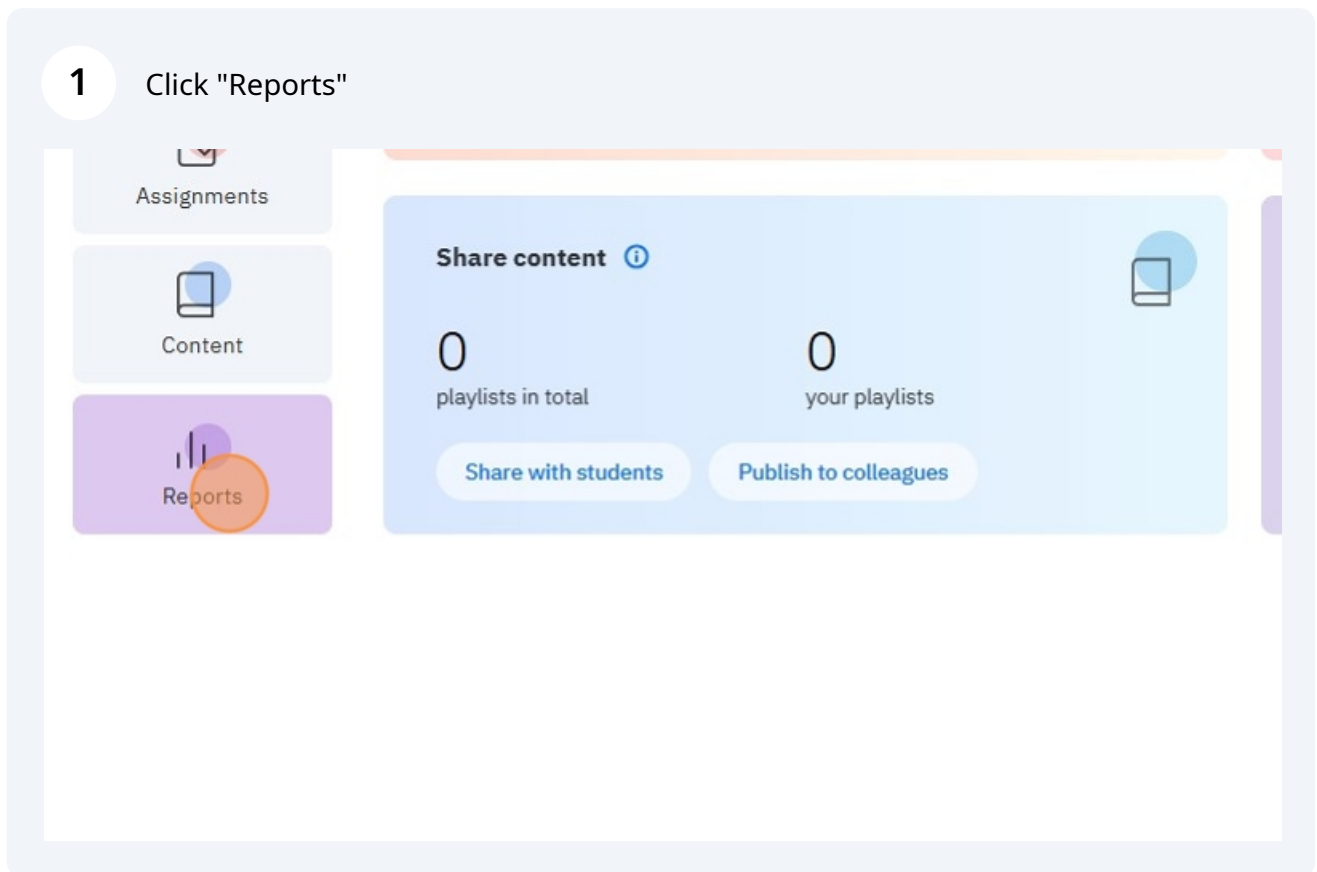 1 Click "Reports"
Assignments
Share content
Content
0 0
playlists in total your playlists
Reports
Share with students Publish to colleagues